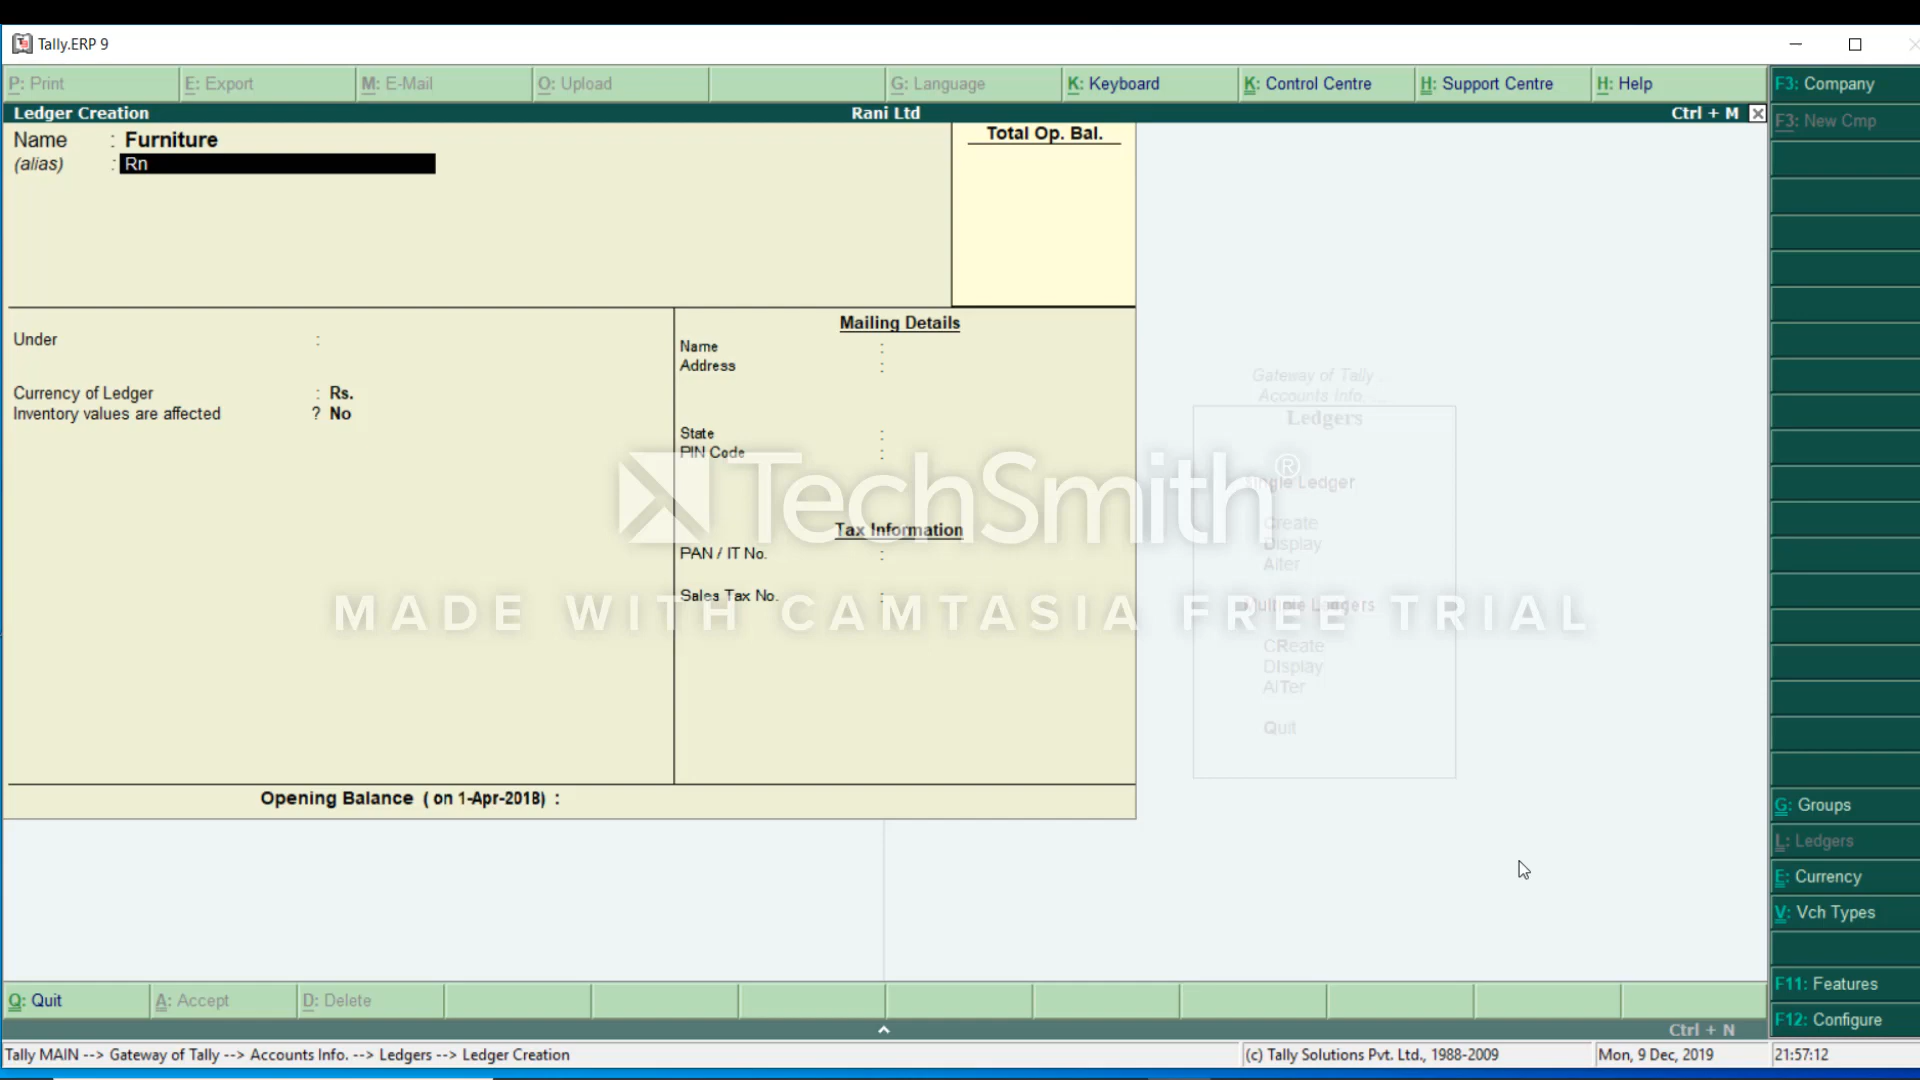 Tally.ERP 9
P: Print E: Export M: E-Mail O: Upload G: Language K: Keyboard K: Control Centre H: Support Centre H: Help
F3: Company
Ledger Creation Rani Ltd Ctrl + M
F3: New Cmp
Name : Furniture
(alias) : Rn
Total Op. Bal.
Under :
Currency of Ledger : Rs.
Inventory values are affected ? No
Mailing Details
Name :
Address :
State :
PIN Code :
Tax Information
PAN / IT No. :
Sales Tax No. :
Gateway of Tally ...
Accounts Info. ...
Ledgers
Single Ledger
Create
Display
Alter
Multiple Ledgers
CReate
DIsplay
AlTer
Quit
TechSmith®
MADE WITH CAMTASIA FREE TRIAL
Opening Balance ( on 1-Apr-2018) :
G: Groups
L: Ledgers
E: Currency
V: Vch Types
F11: Features
F12: Configure
Q: Quit A: Accept D: Delete
Ctrl + N
Tally MAIN --> Gateway of Tally --> Accounts Info. --> Ledgers --> Ledger Creation (c) Tally Solutions Pvt. Ltd., 1988-2009 Mon, 9 Dec, 2019 21:57:12